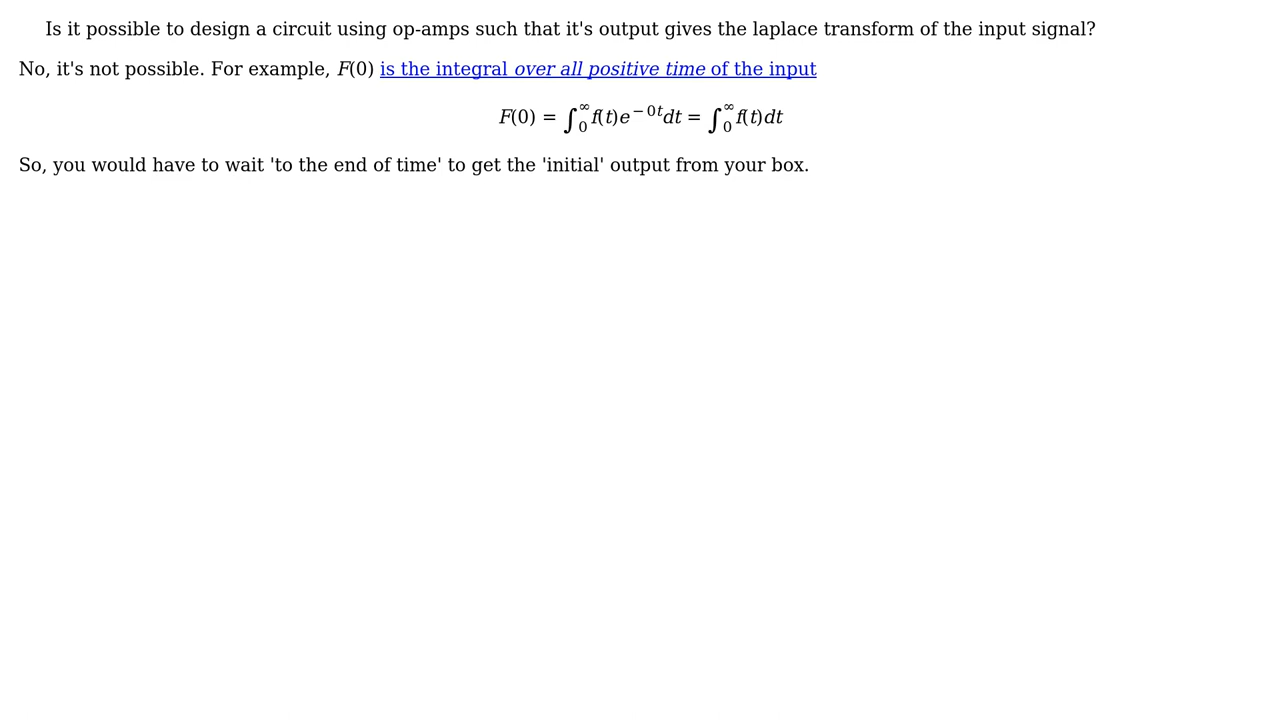 Is it possible to design a circuit using op-amps such that it's output gives the laplace transform of the input signal?
No, it's not possible. For example, F(0) is the integral over all positive time of the input
F(0) = ∫₀^∞ f(t)e^{−0t}dt = ∫₀^∞ f(t)dt
So, you would have to wait 'to the end of time' to get the 'initial' output from your box.